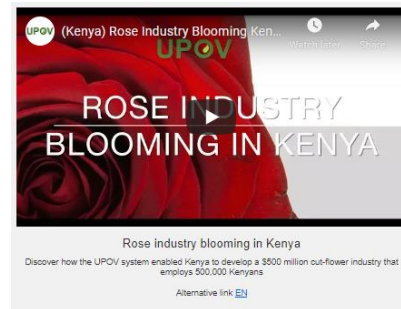 UPOV
(Kenya) Rose Industry Blooming Ken...
Watch later
Share
UPOV
ROSE INDUSTRY
BLOOMING IN KENYA
Rose industry blooming in Kenya
Discover how the UPOV system enabled Kenya to develop a $500 million cut-flower industry that
employs 500,000 Kenyans
Alternative link EN